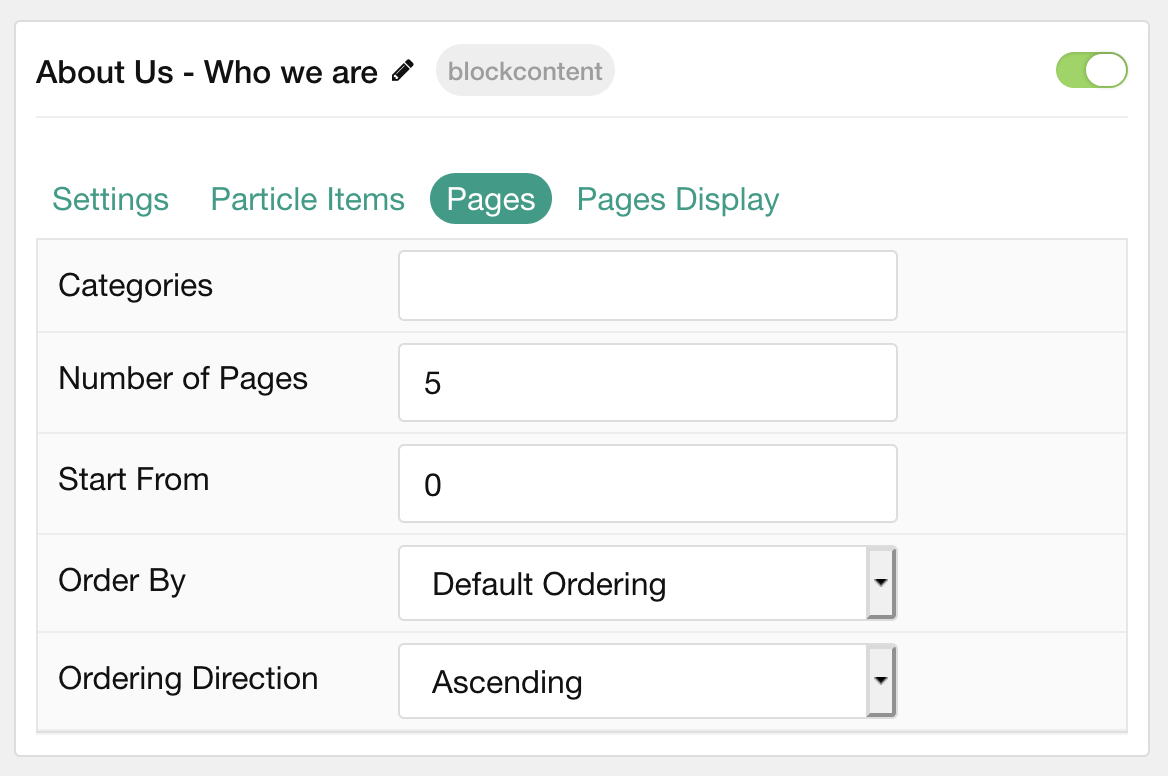 About Us - Who we are blockcontent
Settings Particle Items Pages Pages Display
Categories
Number of Pages 5
Start From 0
Order By Default Ordering
Ordering Direction Ascending